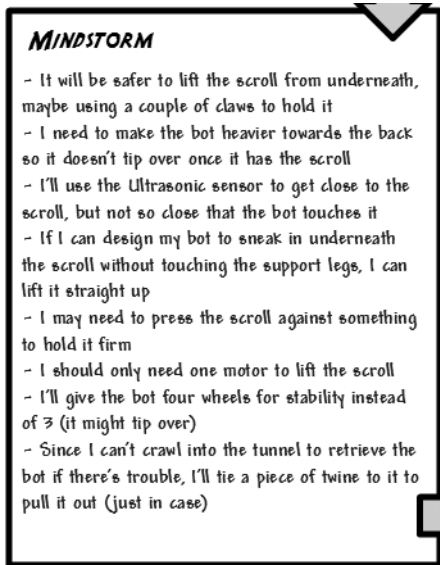 MINDSTORM
- It will be safer to lift the scroll from underneath,
maybe using a couple of claws to hold it
- I need to make the bot heavier towards the back
so it doesn't tip over once it has the scroll
- I'll use the Ultrasonic sensor to get close to the
scroll, but not so close that the bot touches it
- If I can design my bot to sneak in underneath
the scroll without touching the support legs, I can
lift it straight up
- I may need to press the scroll against something
to hold it firm
- I should only need one motor to lift the scroll
- I'll give the bot four wheels for stability instead
of 3 (it might tip over)
- Since I can't crawl into the tunnel to retrieve the
bot if there's trouble, I'll tie a piece of twine to it to
pull it out (just in case)